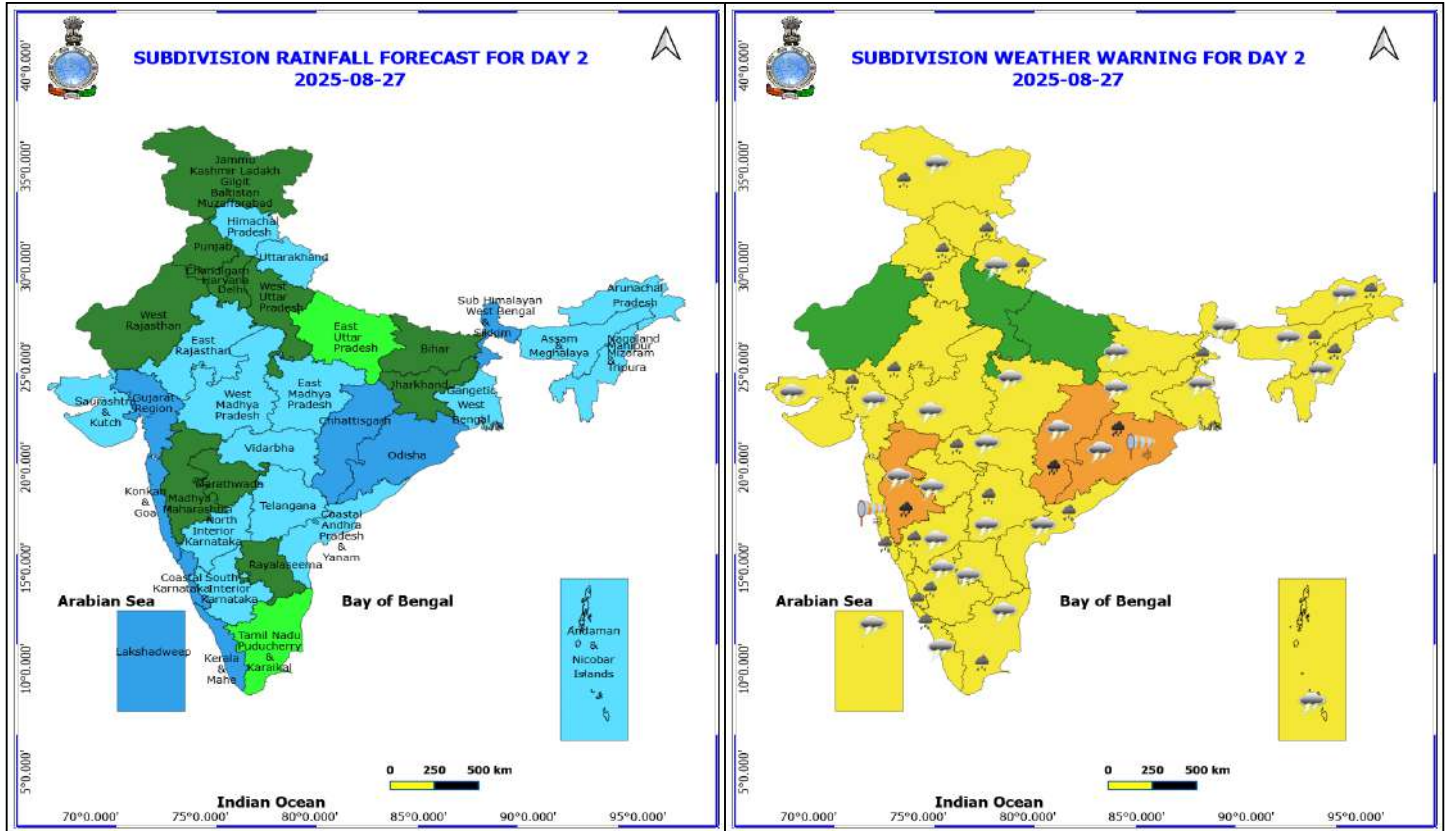 SUBDIVISION RAINFALL FORECAST FOR DAY 2
2025-08-27
40°0.000'
35°0.000'
30°0.000'
25°0.000'
20°0.000'
15°0.000'
10°0.000'
5°0.000'
Jammu
Kashmir Ladakh
Gilgit
Baltistan
Muzaffarabad
Himachal
Pradesh
Punjab
Uttarakhand
Chandigarh
Haryana
Delhi
West
Uttar
Pradesh
Arunachal
Pradesh
West
Rajasthan
East
Uttar
Pradesh
Sub Himalayan
West Bengal
&
Sikkim
East
Rajasthan
Bihar
Assam
&
Meghalaya
Nagaland
Manipur
Mizoram
&
Tripura
Saurashtra
&
Kutch
Gujarat
Region
West
Madhya
Pradesh
East
Madhya
Pradesh
Jharkhand
Gangetic
West
Bengal
Chhattisgarh
Vidarbha
Odisha
Konkan
&
Goa
Marathwada
Madhya
Maharashtra
Telangana
North
Interior
Karnataka
Coastal
Andhra
Pradesh
&
Yanam
Rayalaseema
Coastal
Karnataka
South
Interior
Karnataka
Arabian Sea
Bay of Bengal
Lakshadweep
Kerala
&
Mahe
Tamil Nadu
Puducherry
&
Karaikal
Andaman
&
Nicobar
Islands
0 250 500 km
Indian Ocean
70°0.000' 75°0.000' 80°0.000' 85°0.000' 90°0.000' 95°0.000'
SUBDIVISION WEATHER WARNING FOR DAY 2
2025-08-27
40°0.000'
35°0.000'
30°0.000'
25°0.000'
20°0.000'
15°0.000'
10°0.000'
5°0.000'
Arabian Sea
Bay of Bengal
0 250 500 km
Indian Ocean
70°0.000' 75°0.000' 80°0.000' 85°0.000' 90°0.000' 95°0.000'